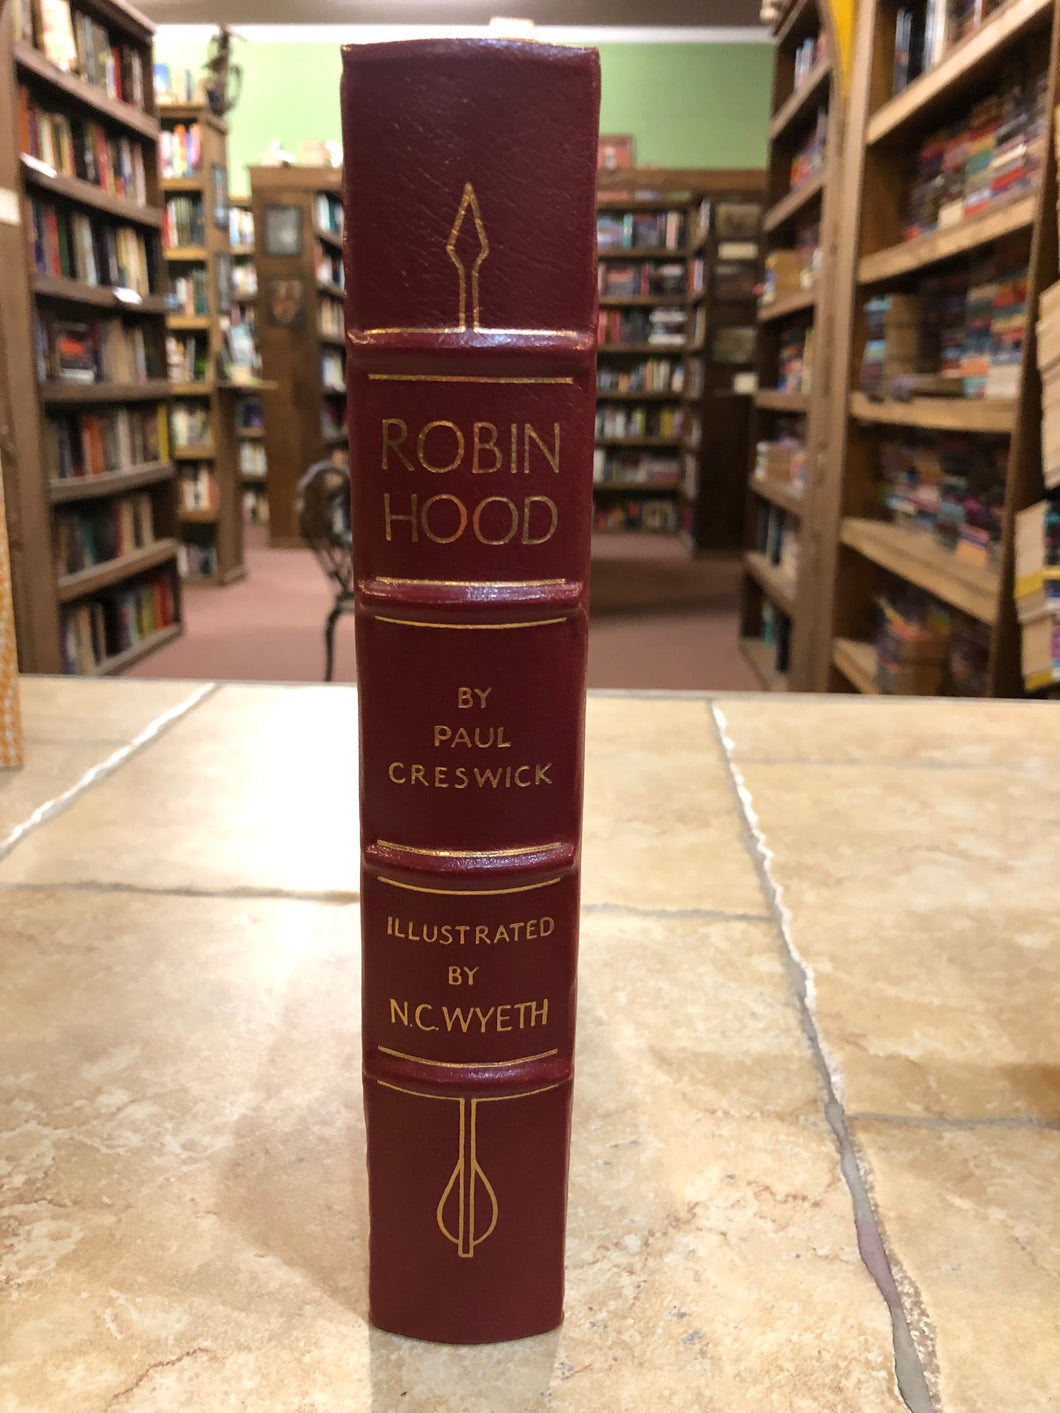 ROBIN
HOOD
BY
PAUL
CRESWICK
ILLUSTRATED
BY
N.C. WYETH